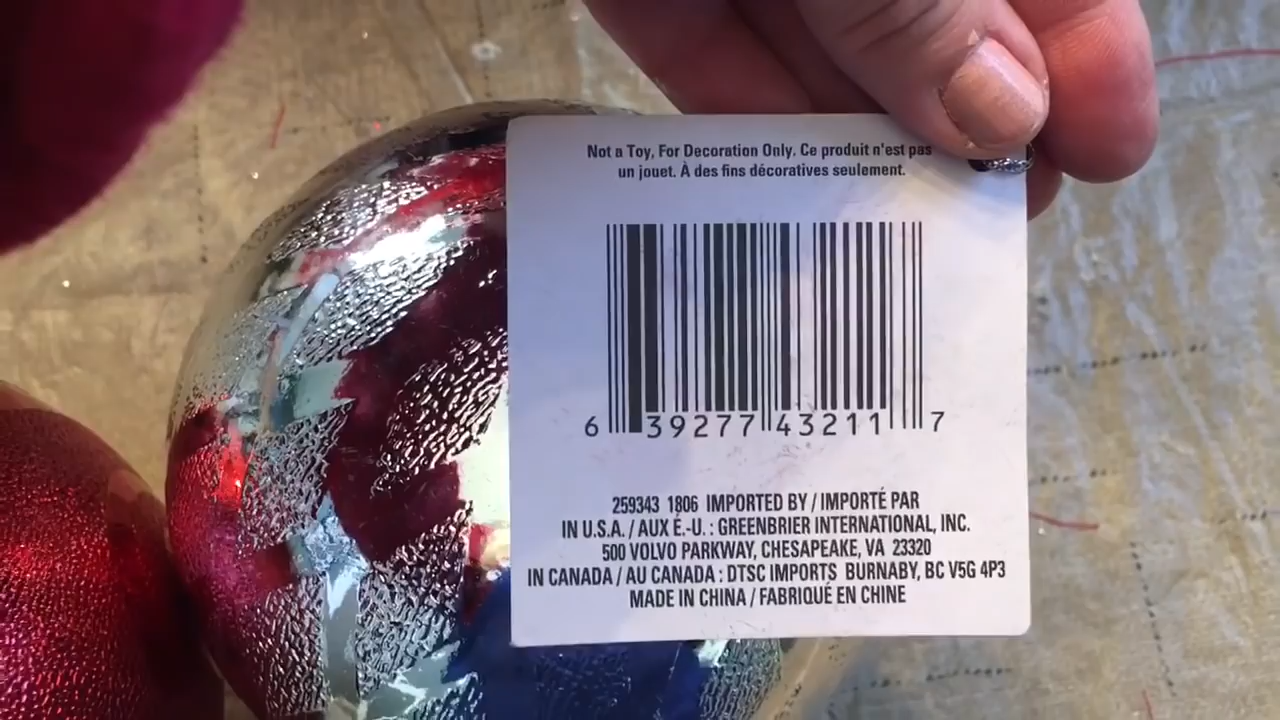 Not a Toy, For Decoration Only. Ce produit n'est pas
un jouet. À des fins décoratives seulement.
6 39277 43211 7
259343 1806 IMPORTED BY / IMPORTÉ PAR
IN U.S.A. / AUX É.-U. : GREENBRIER INTERNATIONAL, INC.
500 VOLVO PARKWAY, CHESAPEAKE, VA 23320
IN CANADA / AU CANADA : DTSC IMPORTS BURNABY, BC V5G 4P3
MADE IN CHINA / FABRIQUÉ EN CHINE